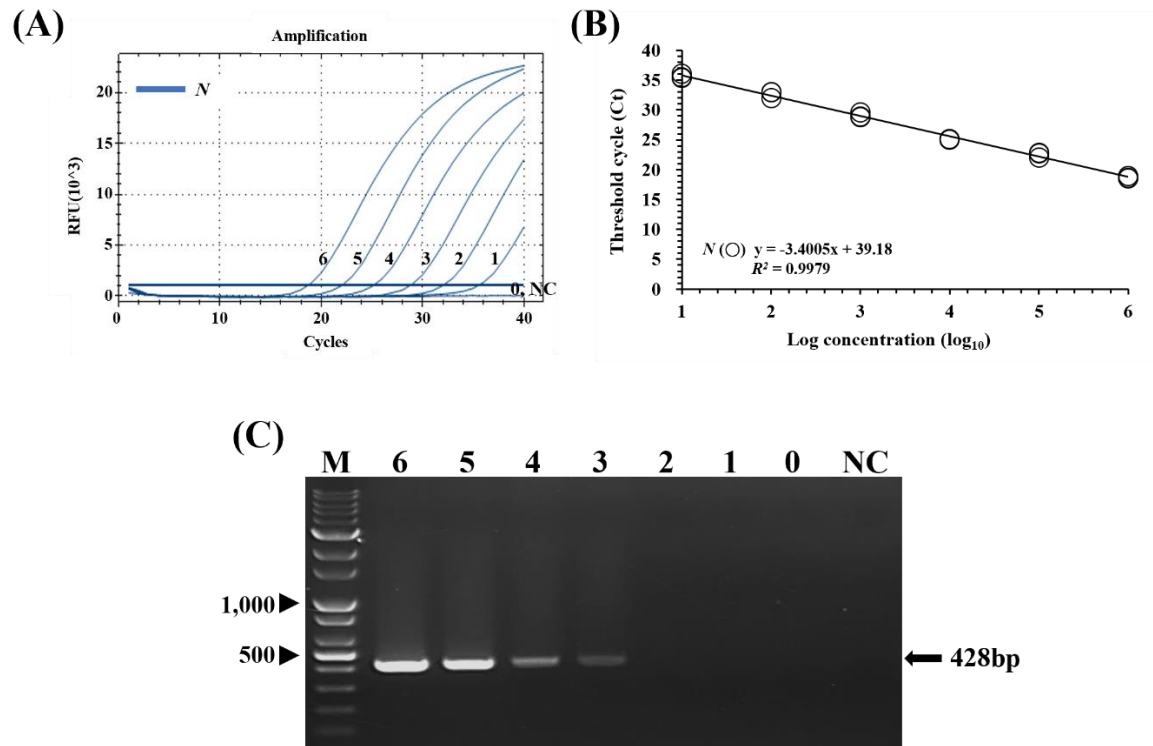 (A)
Amplification
N
RFU(10^3)
20
15
10
5
0
6 5 4 3 2 1
0, NC
0 10 20 30 40
Cycles
(B)
Threshold cycle (Ct)
40
35
30
25
20
15
10
5
0
N (○) y = -3.4005x + 39.18
R² = 0.9979
1 2 3 4 5 6
Log concentration (log₁₀)
(C)
M 6 5 4 3 2 1 0 NC
1,000
500
428bp